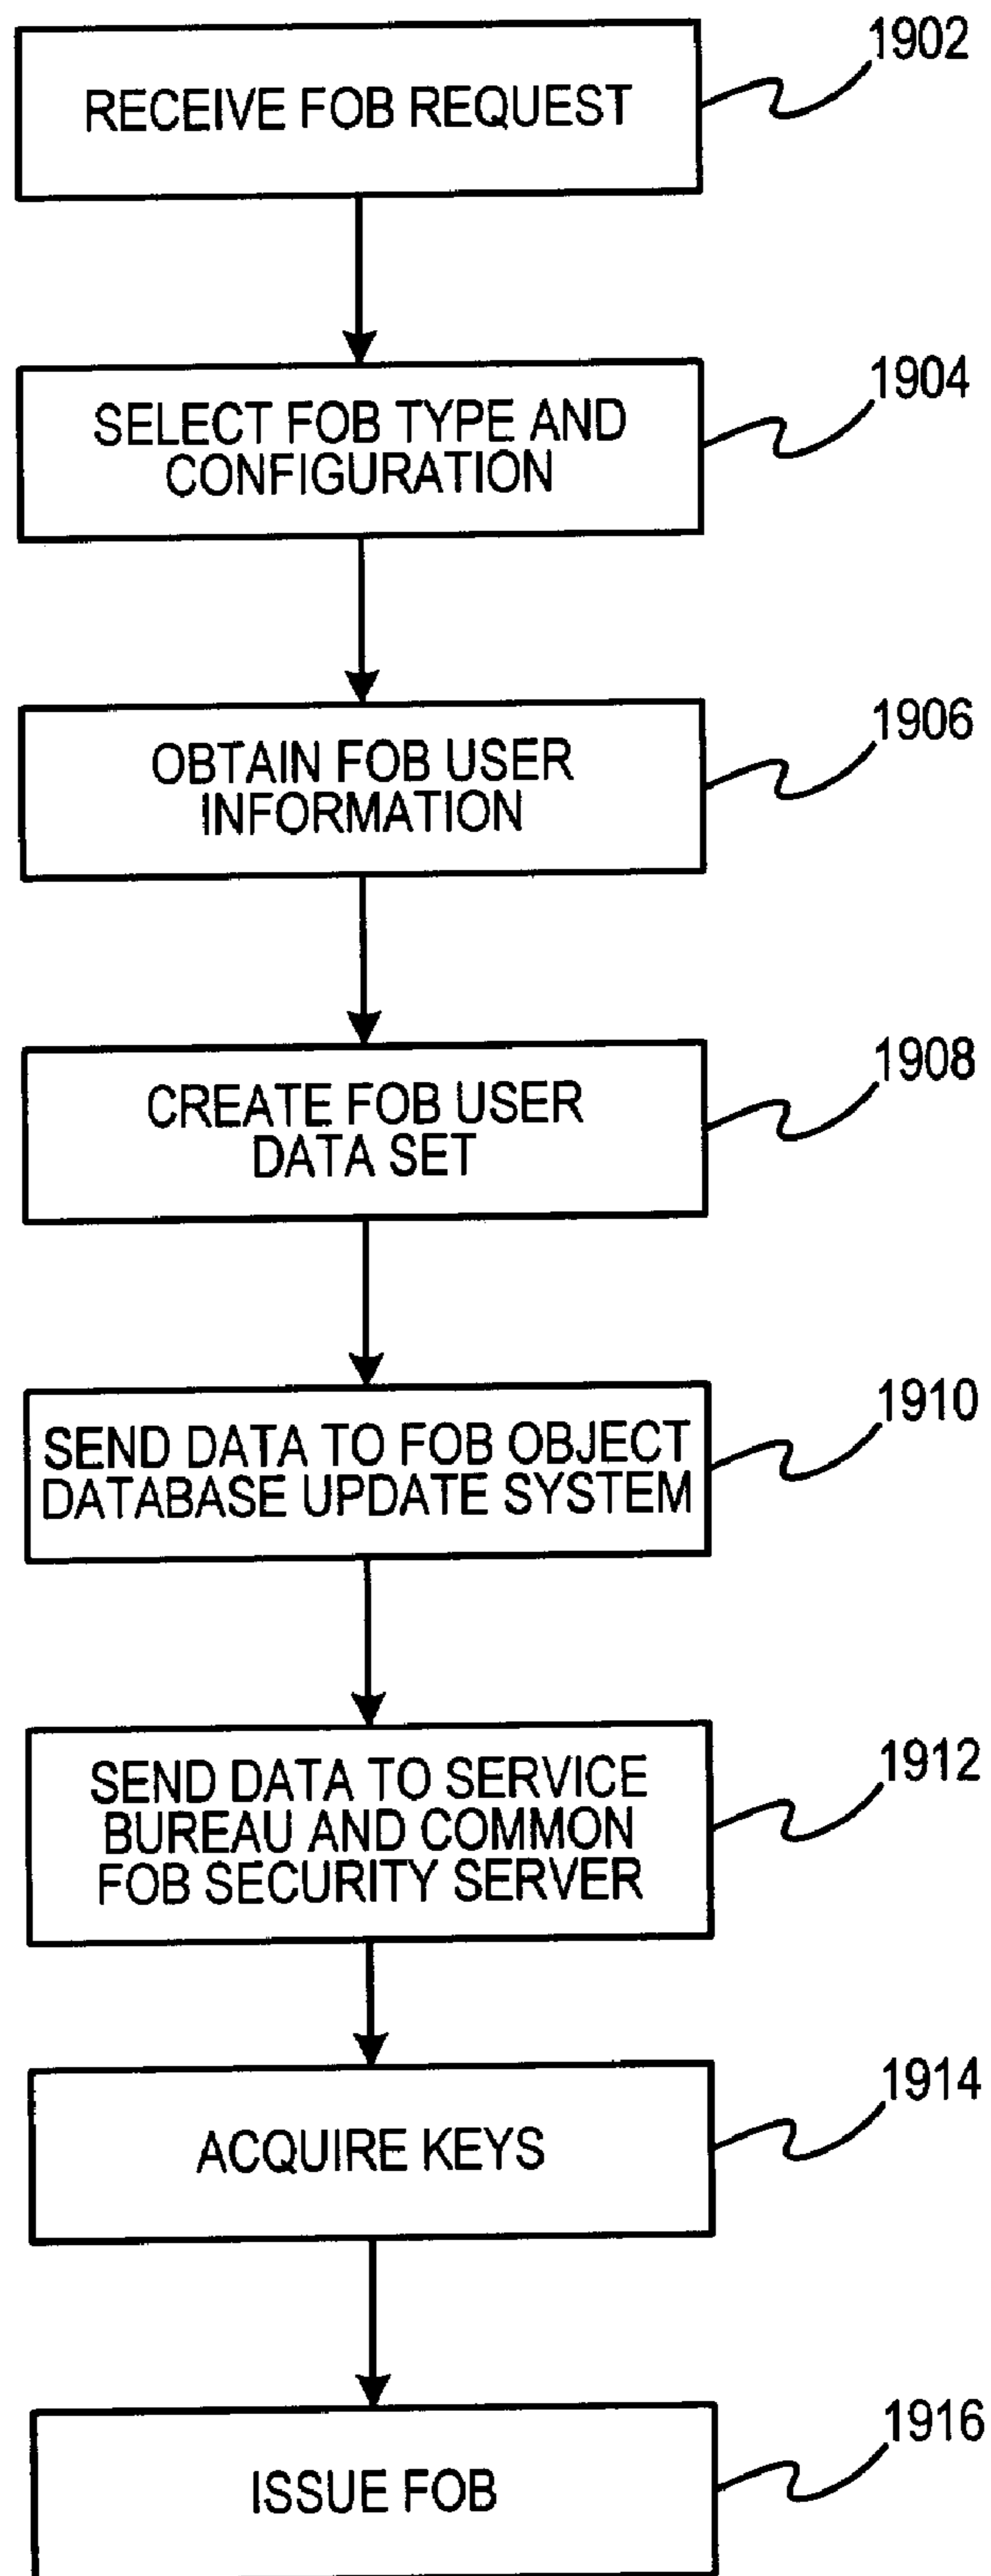 RECEIVE FOB REQUEST
1902
SELECT FOB TYPE AND
CONFIGURATION
1904
OBTAIN FOB USER
INFORMATION
1906
CREATE FOB USER
DATA SET
1908
SEND DATA TO FOB OBJECT
DATABASE UPDATE SYSTEM
1910
SEND DATA TO SERVICE
BUREAU AND COMMON
FOB SECURITY SERVER
1912
ACQUIRE KEYS
1914
ISSUE FOB
1916